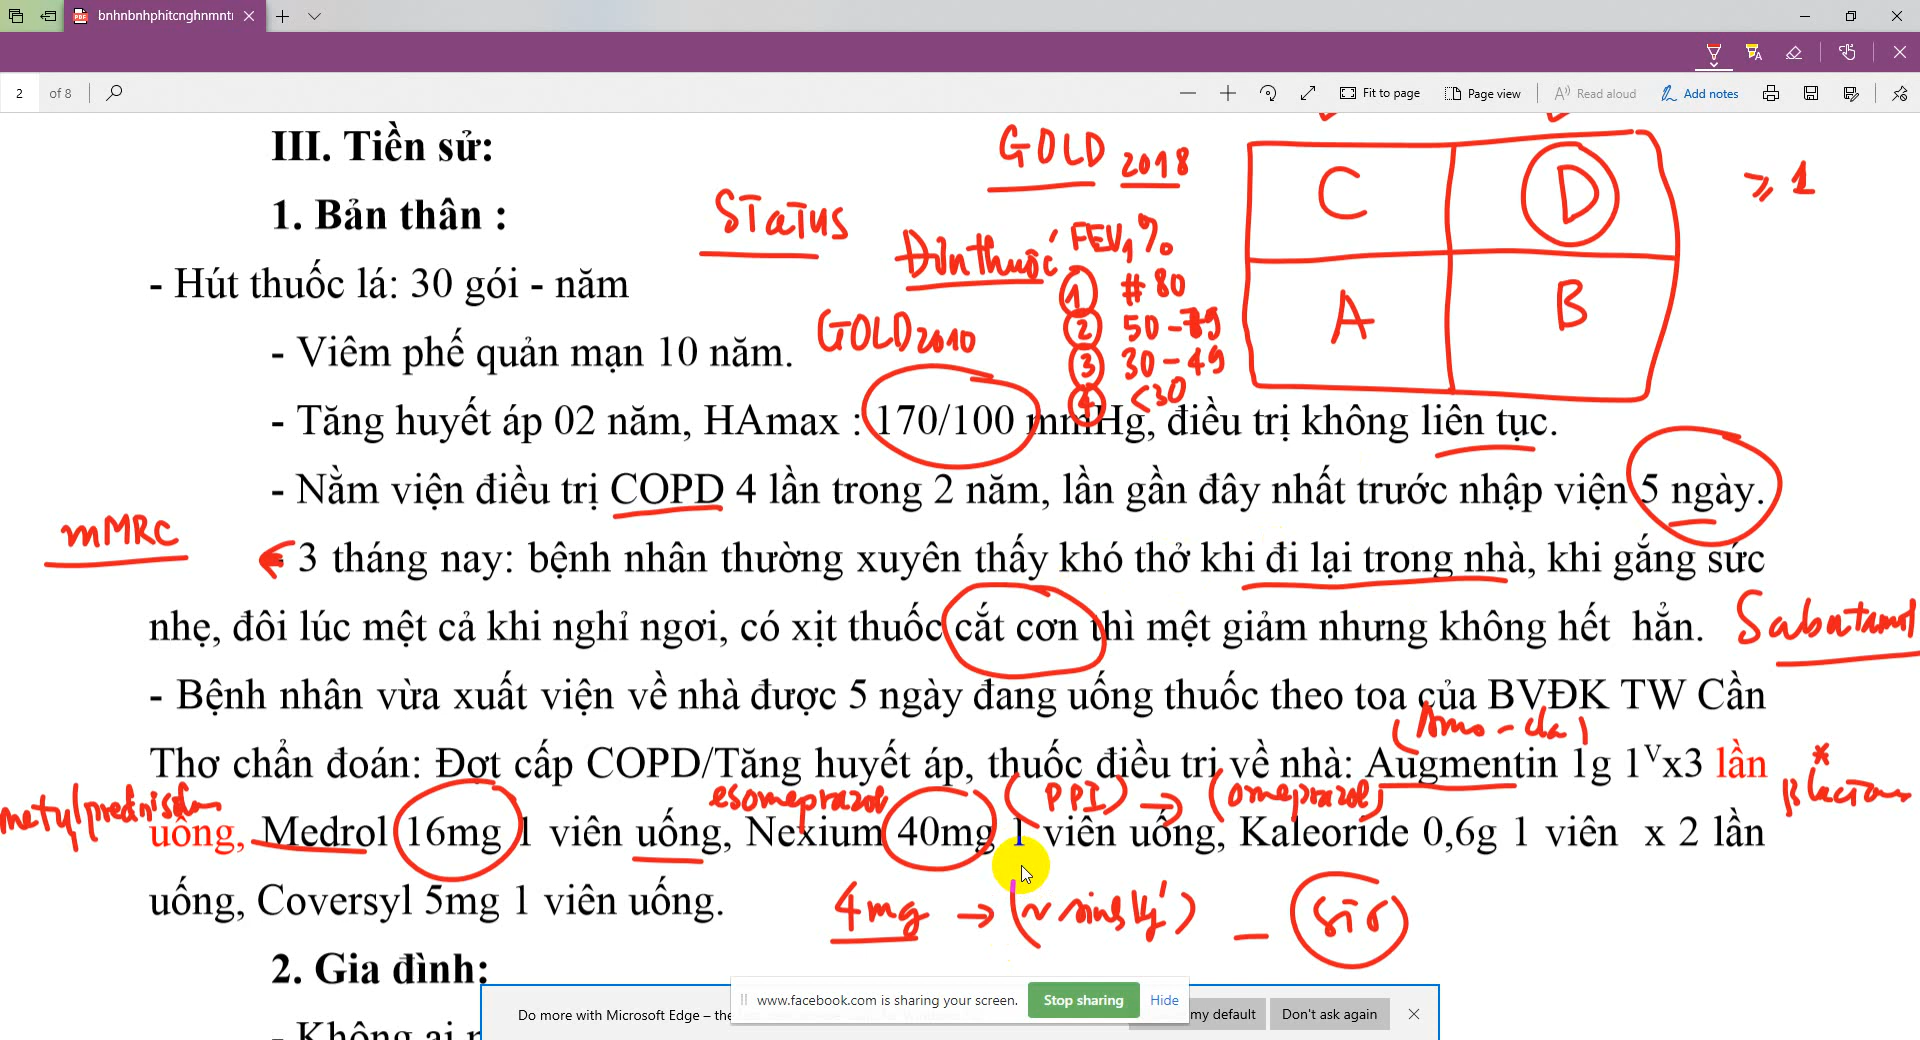 bnhnbnhphitcnghnmntr
2 of 8
Fit to page
Page view
Read aloud
Add notes
III. Tiền sử:
GOLD 2018
C D ≥ 1
1. Bản thân :
Status
Đơn thuốc FEV1 %
- Hút thuốc lá: 30 gói - năm
1 # 80
A B
GOLD 2010
2 50 - 79
- Viêm phế quản mạn 10 năm.
3 30 - 49
4 <30
- Tăng huyết áp 02 năm, HAmax : 170/100 mmHg, điều trị không liên tục.
- Nằm viện điều trị COPD 4 lần trong 2 năm, lần gần đây nhất trước nhập viện 5 ngày.
mMRC
- 3 tháng nay: bệnh nhân thường xuyên thấy khó thở khi đi lại trong nhà, khi gắng sức
nhẹ, đôi lúc mệt cả khi nghỉ ngơi, có xịt thuốc cắt cơn thì mệt giảm nhưng không hết hẳn.
- Bệnh nhân vừa xuất viện về nhà được 5 ngày đang uống thuốc theo toa của BVĐK TW Cần
(Amo - cla)
Thơ chẩn đoán: Đợt cấp COPD/Tăng huyết áp, thuốc điều trị về nhà: Augmentin 1g 1Vx3 lần
esomeprazol (PPI) → (omeprazol)
uống, Medrol 16mg 1 viên uống, Nexium 40mg 1 viên uống, Kaleoride 0,6g 1 viên x 2 lần
uống, Coversyl 5mg 1 viên uống.
4mg → (~ sinh lý)
2. Gia đình:
www.facebook.com is sharing your screen.
Stop sharing
Hide
Do more with Microsoft Edge – the
my default
Don't ask again